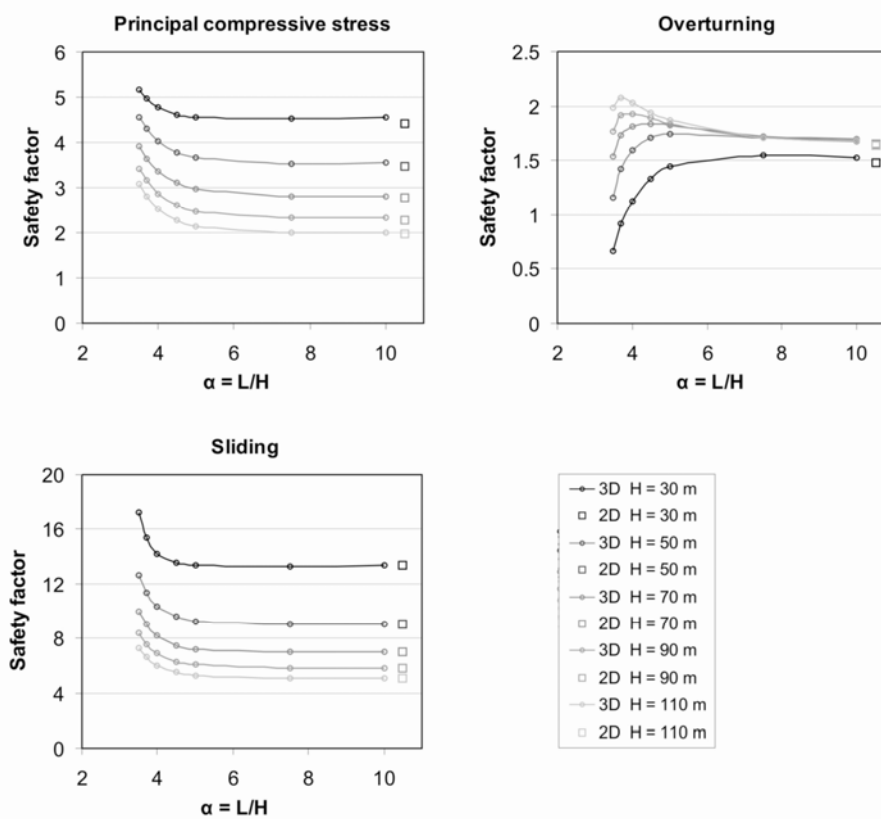 Principal compressive stress
6
5
4
3
2
1
0
Safety factor
2 4 6 8 10
α = L/H
Overturning
2.5
2
1.5
1
0.5
0
Safety factor
2 4 6 8 10
α = L/H
Sliding
20
16
12
8
4
0
Safety factor
2 4 6 8 10
α = L/H
3D H = 30 m
2D H = 30 m
3D H = 50 m
2D H = 50 m
3D H = 70 m
2D H = 70 m
3D H = 90 m
2D H = 90 m
3D H = 110 m
2D H = 110 m